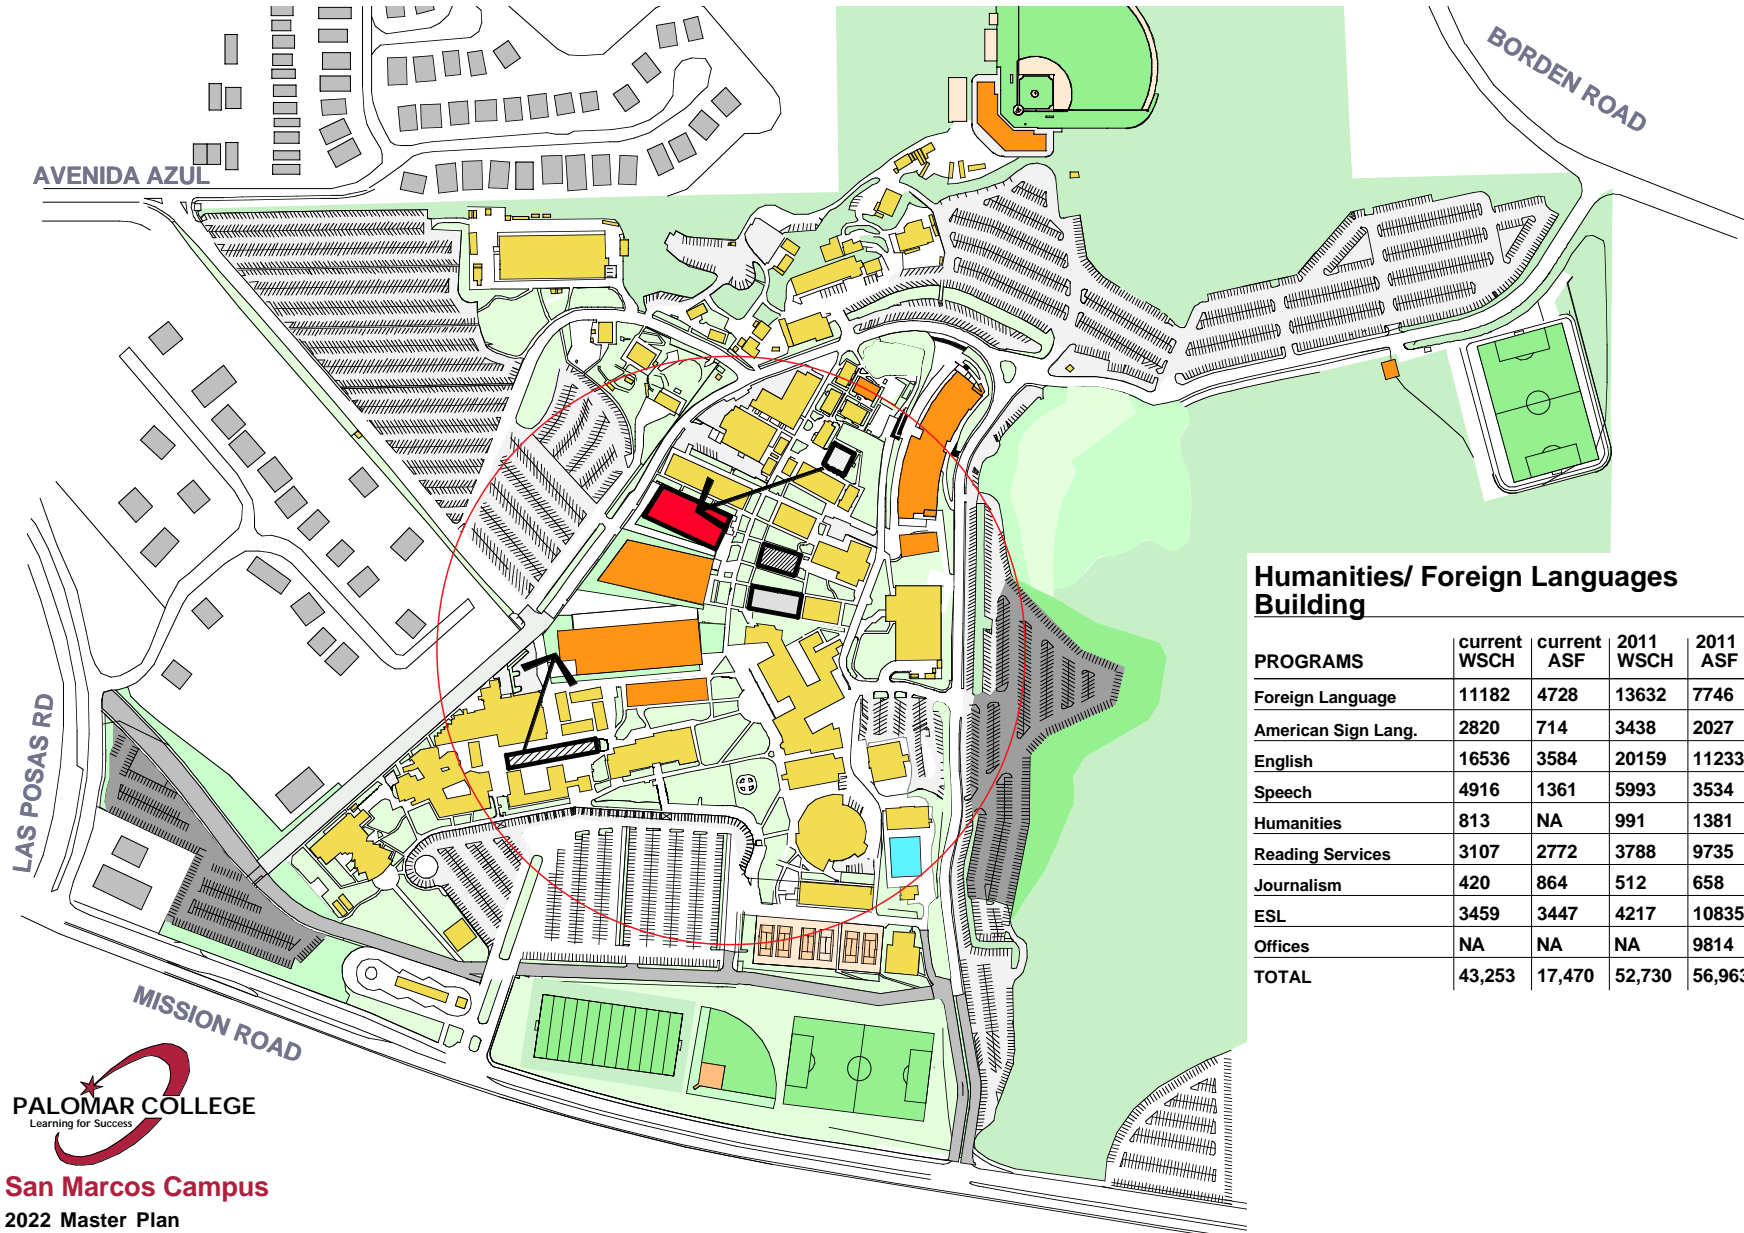 BORDEN ROAD
AVENIDA AZUL
LAS POSAS RD
MISSION ROAD
Humanities/ Foreign Languages
Building
PROGRAMS current WSCH current ASF 2011 WSCH 2011 ASF
Foreign Language 11182 4728 13632 7746
American Sign Lang. 2820 714 3438 2027
English 16536 3584 20159 11233
Speech 4916 1361 5993 3534
Humanities 813 NA 991 1381
Reading Services 3107 2772 3788 9735
Journalism 420 864 512 658
ESL 3459 3447 4217 10835
Offices NA NA NA 9814
TOTAL 43,253 17,470 52,730 56,963
PALOMAR COLLEGE
Learning for Success
San Marcos Campus
2022 Master Plan